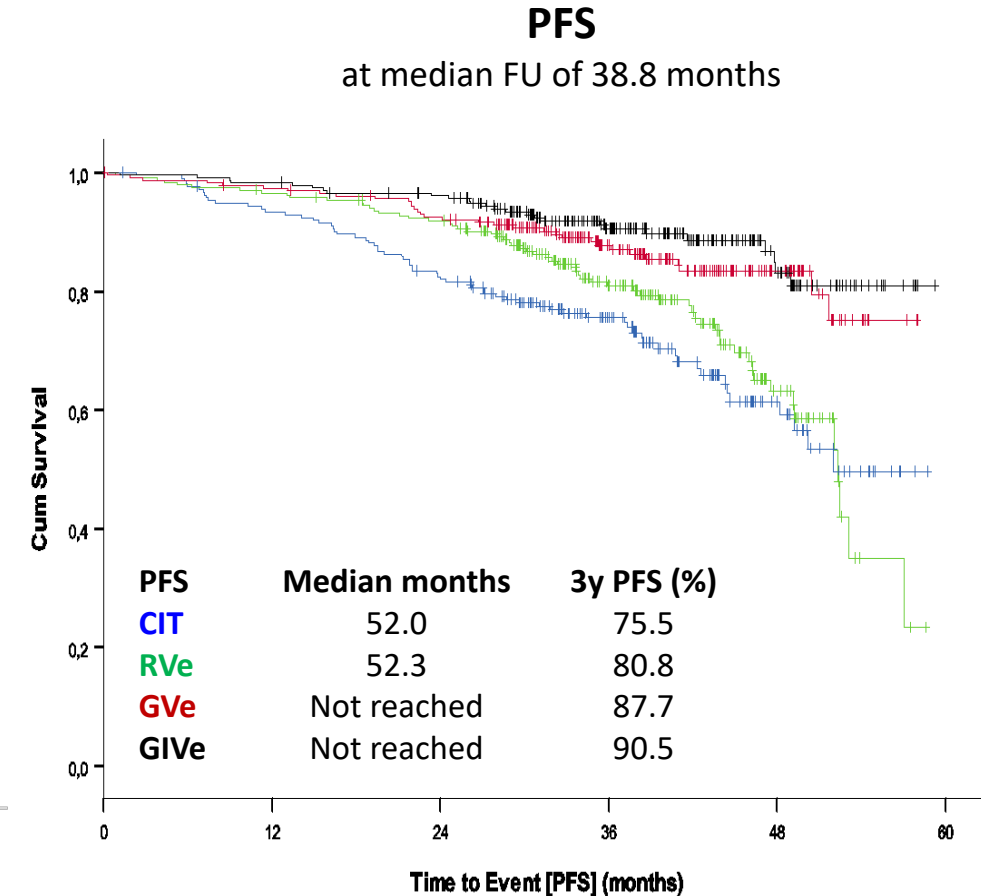 PFS
at median FU of 38.8 months
1,0
0,8
0,6
0,4
0,2
0,0
Cum Survival
PFS Median months 3y PFS (%)
CIT 52.0 75.5
RVe 52.3 80.8
GVe Not reached 87.7
GIVe Not reached 90.5
0 12 24 36 48 60
Time to Event [PFS] (months)